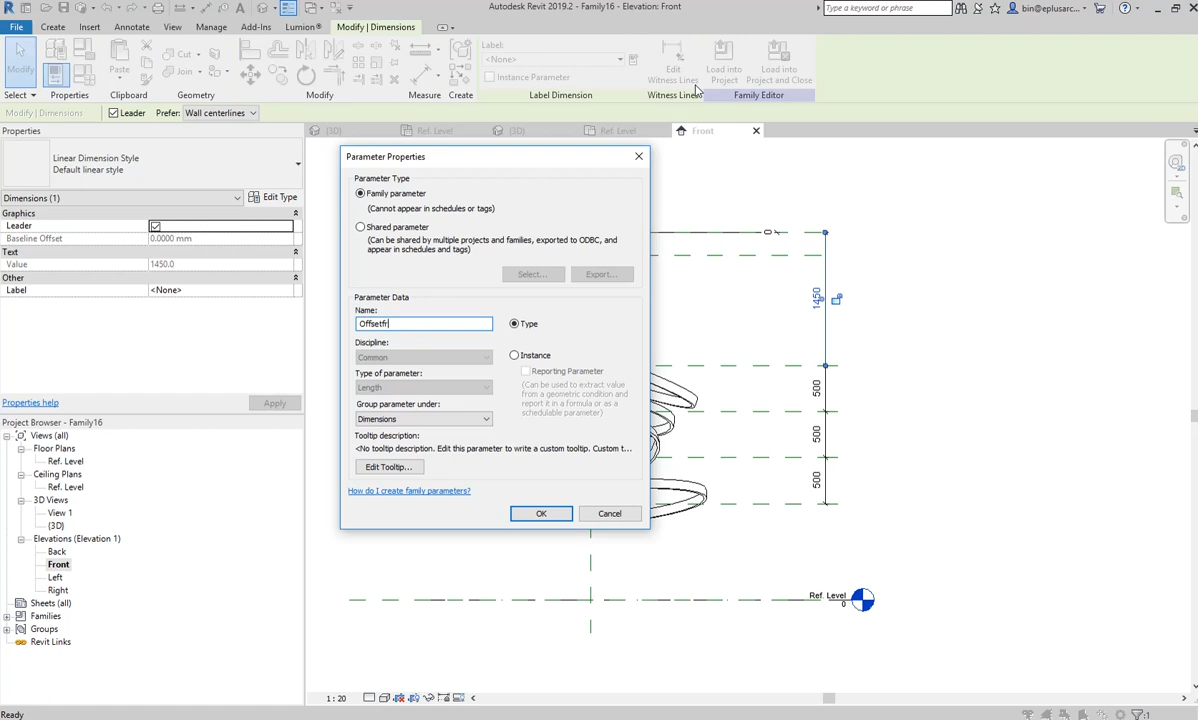 Autodesk Revit 2019.2 - Family16 - Elevation: Front
Type a keyword or phrase
bin@eplusarc...
File Create Insert Annotate View Manage Add-Ins Lumion® Modify | Dimensions
Modify
Paste
Cut
Join
Label:
<None>
Instance Parameter
Edit
Witness Lines
Load into
Project
Load into
Project and Close
Select Properties Clipboard Geometry Modify Measure Create Label Dimension Witness Lines Family Editor
Modify | Dimensions Leader Prefer: Wall centerlines
Properties
{3D} Ref. Level {3D} Ref. Level Front
Linear Dimension Style
Default linear style
Dimensions (1) Edit Type
Graphics
Leader
Baseline Offset 0.0000 mm
Text
Value 1450.0
Other
Label <None>
Properties help Apply
Project Browser - Family16
Views (all)
Floor Plans
Ref. Level
Ceiling Plans
Ref. Level
3D Views
View 1
{3D}
Elevations (Elevation 1)
Back
Front
Left
Right
Sheets (all)
Families
Groups
Revit Links
Parameter Properties
Parameter Type
Family parameter
(Cannot appear in schedules or tags)
Shared parameter
(Can be shared by multiple projects and families, exported to ODBC, and
appear in schedules and tags)
Select... Export...
Parameter Data
Name:
Offsetfr
Type
Discipline:
Common
Instance
Type of parameter:
Reporting Parameter
Length
(Can be used to extract value
from a geometric condition and
report it in a formula or as a
schedulable parameter)
Group parameter under:
Dimensions
Tooltip description:
<No tooltip description. Edit this parameter to write a custom tooltip. Custom t...
Edit Tooltip...
How do I create family parameters?
OK Cancel
0
1450
500
500
500
Ref. Level
0
1 : 20
Ready
:1